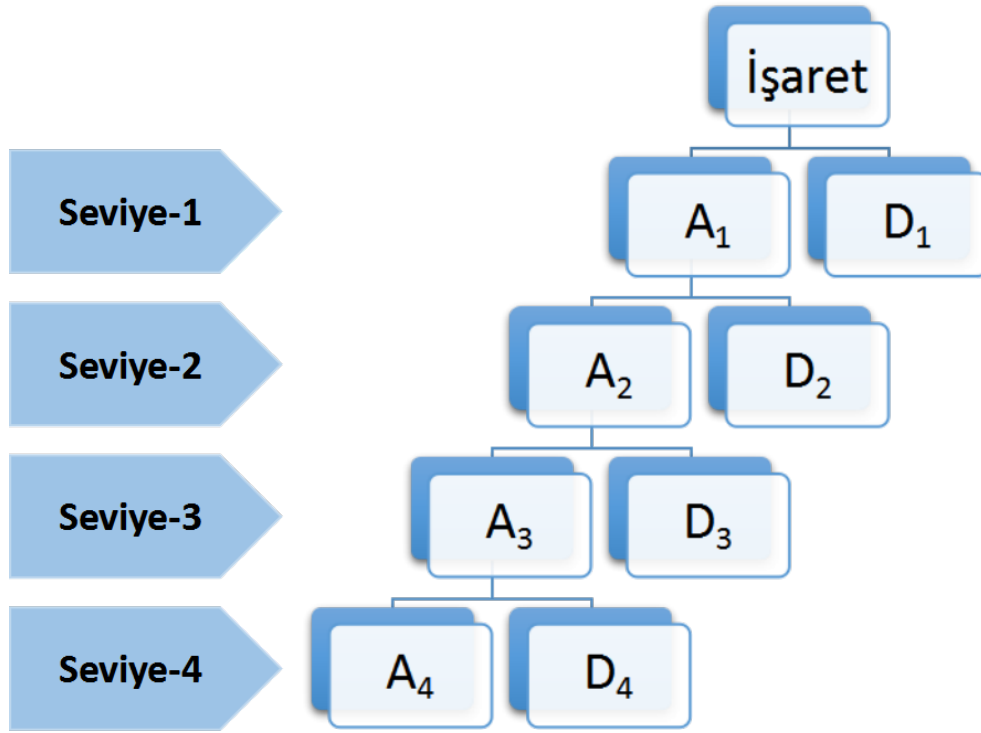 İşaret
Seviye-1
A₁ D₁
Seviye-2
A₂ D₂
Seviye-3
A₃ D₃
Seviye-4
A₄ D₄